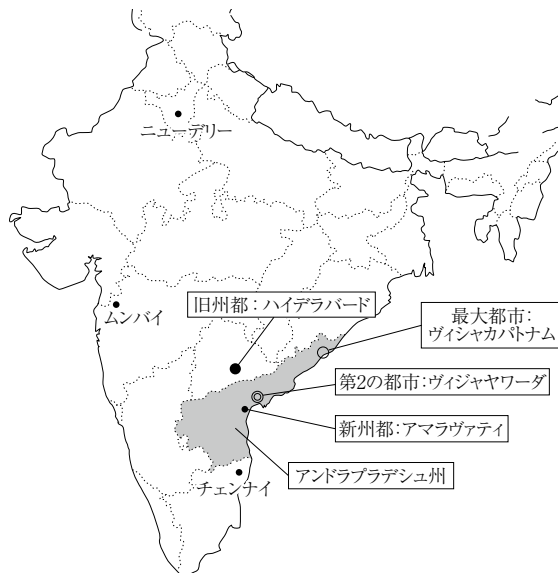 ニューデリー
ムンバイ
旧州都：ハイデラバード
最大都市：
ヴィシャカパトナム
第2の都市：ヴィジャヤワーダ
新州都：アマラヴァティ
アンドラプラデシュ州
チェンナイ